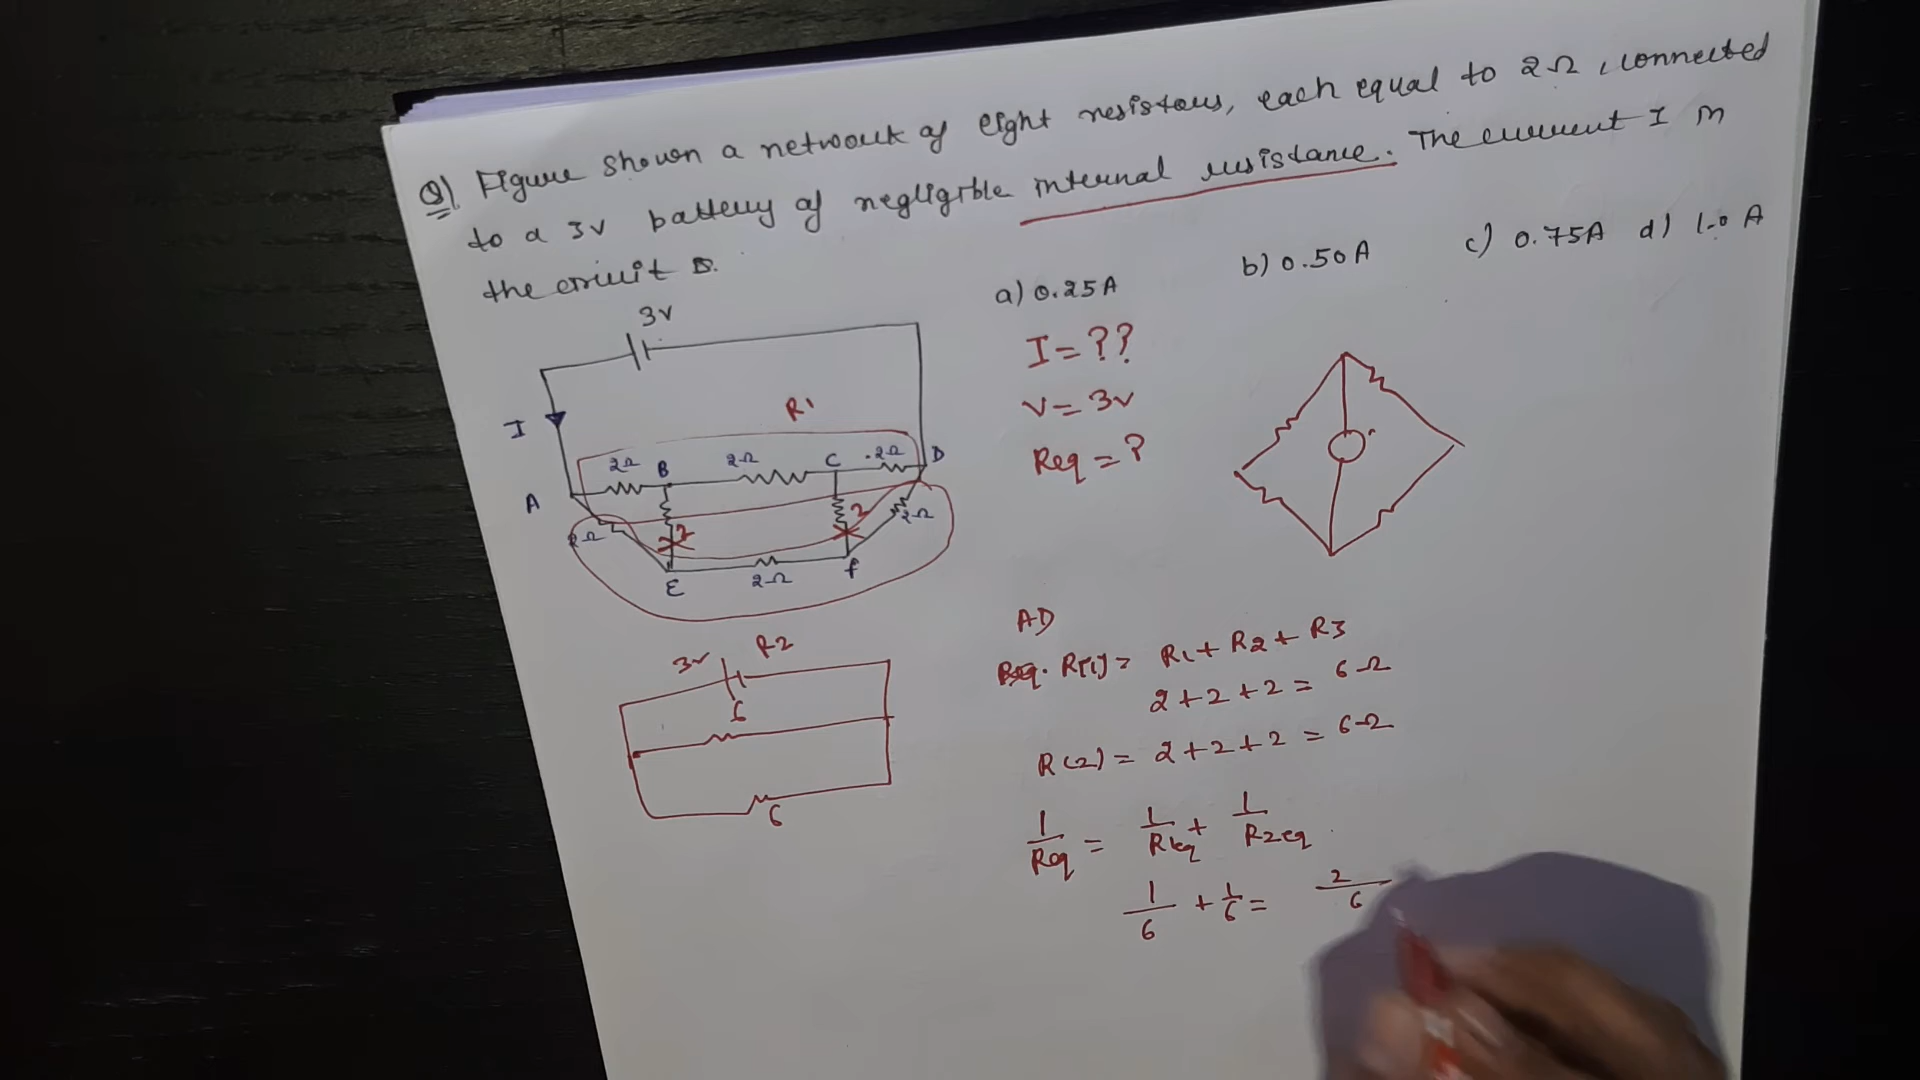 Q) Figure shown a network of eight resistors, each equal to 2Ω, connected
to a 3V battery of negligible internal resistance. The current I in
the circuit is.
a) 0.25A b) 0.50A c) 0.75A d) 1.0 A
3V
I
R1
2Ω B 2Ω C 2Ω D
A
2 2
2Ω 2Ω
2Ω
E F
R2
3V
6
6
I = ??
V = 3V
Req = ?
AD
R(1) = R1 + R2 + R3
2 + 2 + 2 = 6Ω
R(2) = 2 + 2 + 2 = 6Ω
1/Req = 1/R1eq + 1/R2eq
1/6 + 1/6 = 2/6